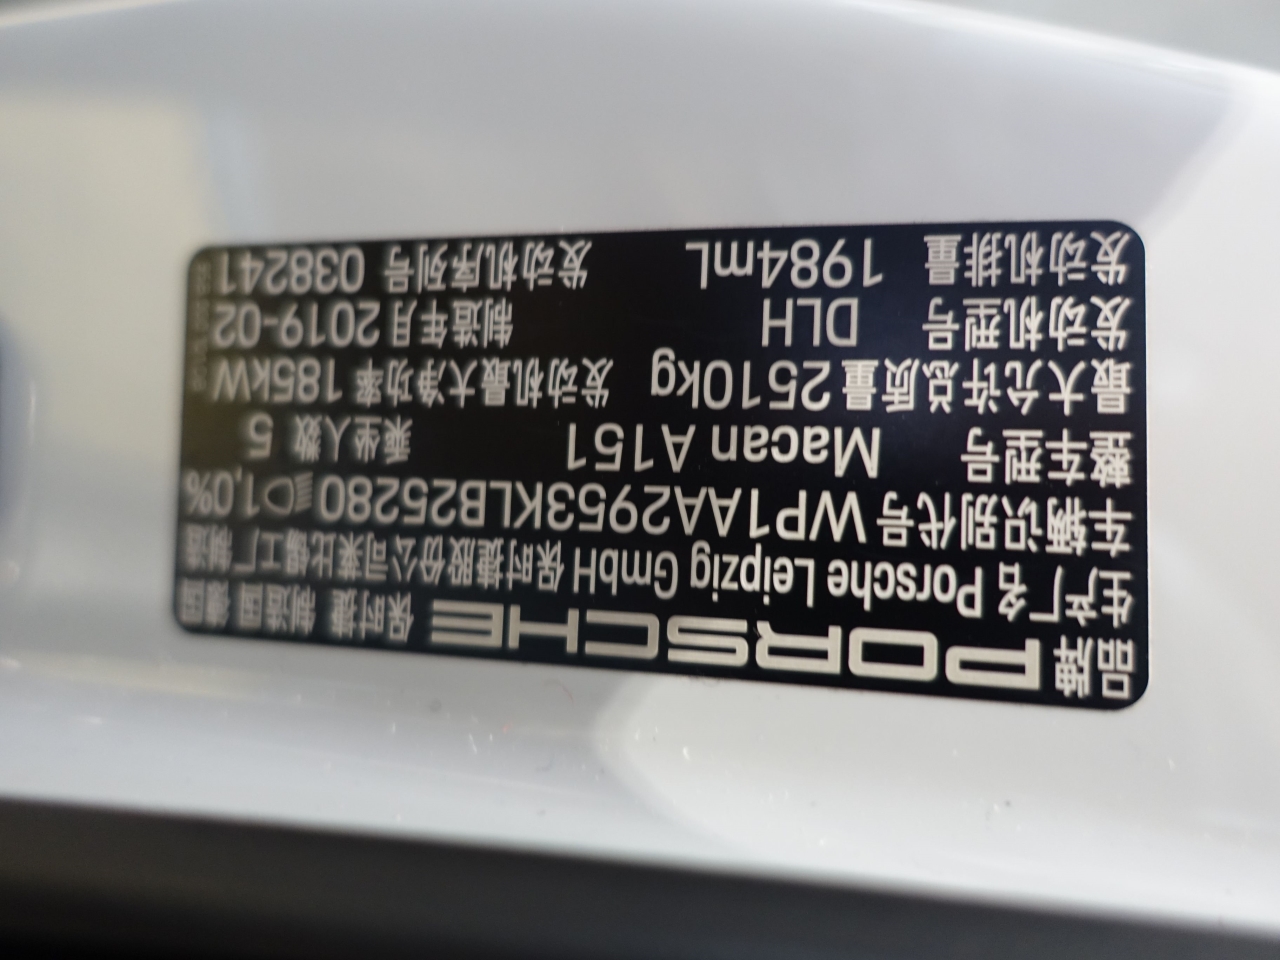 品牌 PORSCHE 保时捷 制造国 德国
生产厂名 Porsche Leipzig GmbH 保时捷股份公司莱比锡工厂制造
车辆识别代号 WP1AA2953KLB25280 1,0%
整车型号 Macan A151 乘坐人数 5
最大允许总质量 2510kg 发动机最大净功率 185kW
发动机型号 DLH 制造年月 2019-02
发动机排量 1984mL 发动机序列号 038241